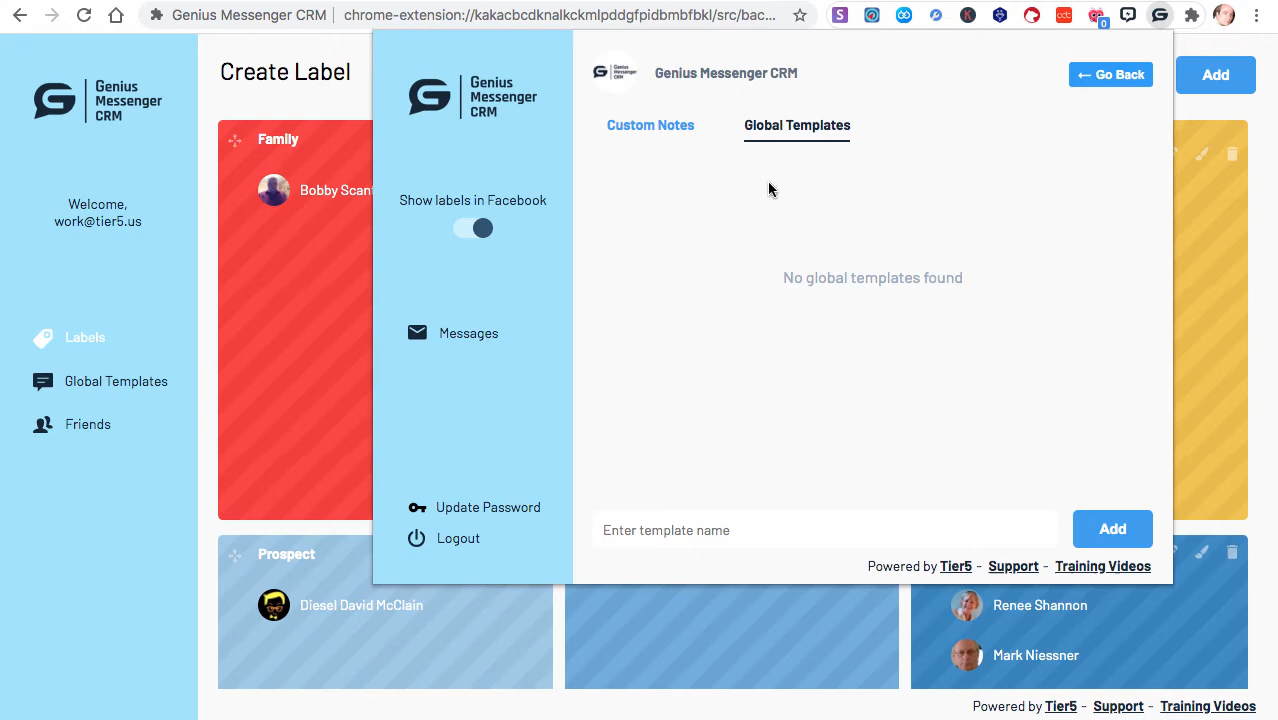 Genius Messenger CRM
chrome-extension://kakacbcdknalkckmlpddgfpidbmbfbkl/src/bac...
0
Genius
Messenger
CRM
Welcome,
work@tier5.us
Labels
Global Templates
Friends
Create Label
Add
Family
Bobby Scant
Prospect
Diesel David McClain
Renee Shannon
Mark Niessner
Powered by Tier5 - Support - Training Videos
Genius
Messenger
CRM
Show labels in Facebook
Messages
Update Password
Logout
Genius Messenger CRM
← Go Back
Custom Notes
Global Templates
No global templates found
Enter template name
Add
Powered by Tier5 - Support - Training Videos